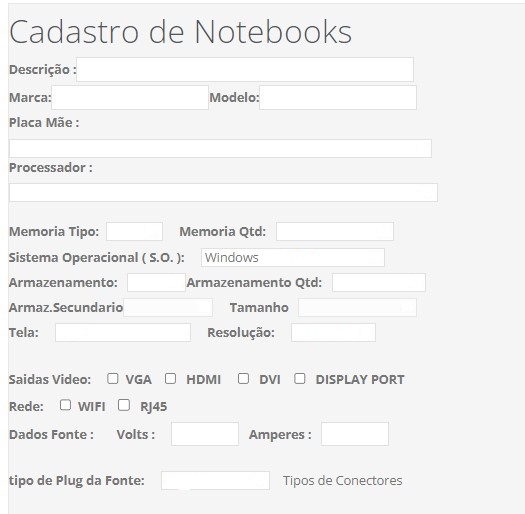 Cadastro de Notebooks
Descrição :
Marca: Modelo:
Placa Mãe :
Processador :
Memoria Tipo: Memoria Qtd:
Sistema Operacional ( S.O. ): Windows
Armazenamento: Armazenamento Qtd:
Armaz.Secundario Tamanho
Tela: Resolução:
Saidas Video: VGA HDMI DVI DISPLAY PORT
Rede: WIFI RJ45
Dados Fonte : Volts : Amperes :
tipo de Plug da Fonte: Tipos de Conectores